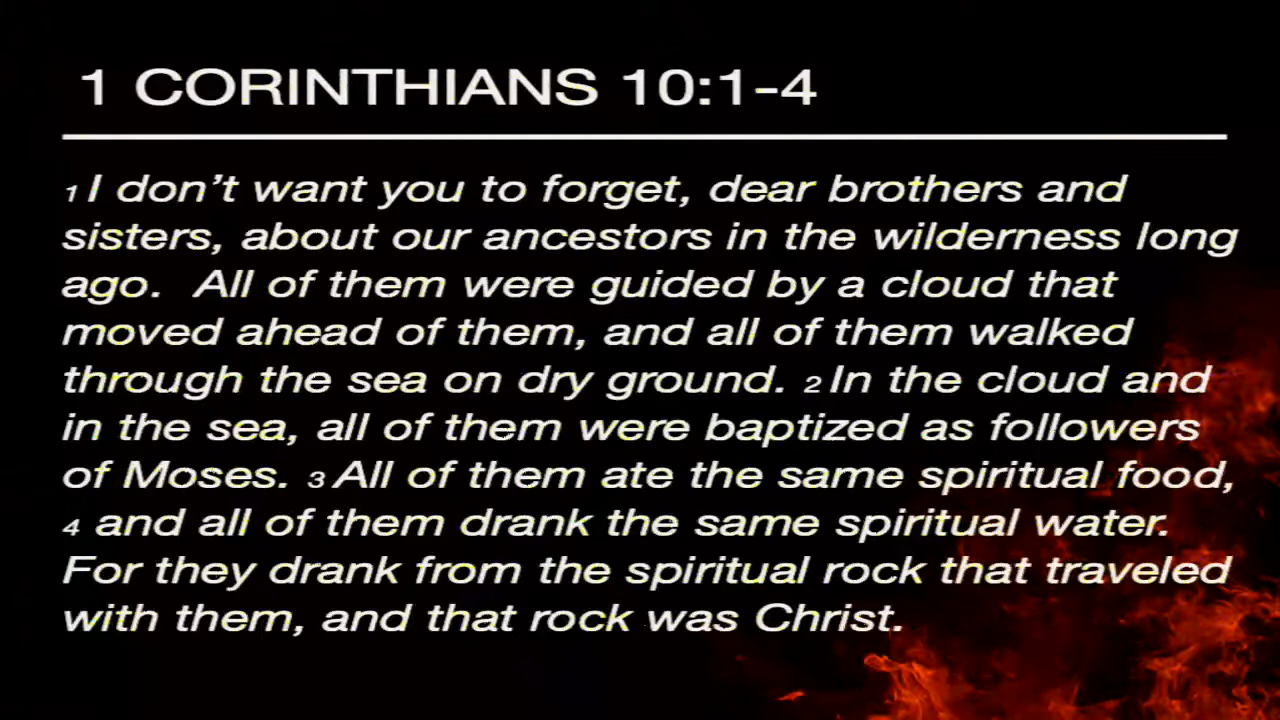 1 CORINTHIANS 10:1-4
1 I don’t want you to forget, dear brothers and
sisters, about our ancestors in the wilderness long
ago.  All of them were guided by a cloud that
moved ahead of them, and all of them walked
through the sea on dry ground. 2 In the cloud and
in the sea, all of them were baptized as followers
of Moses. 3 All of them ate the same spiritual food,
4 and all of them drank the same spiritual water.
For they drank from the spiritual rock that traveled
with them, and that rock was Christ.